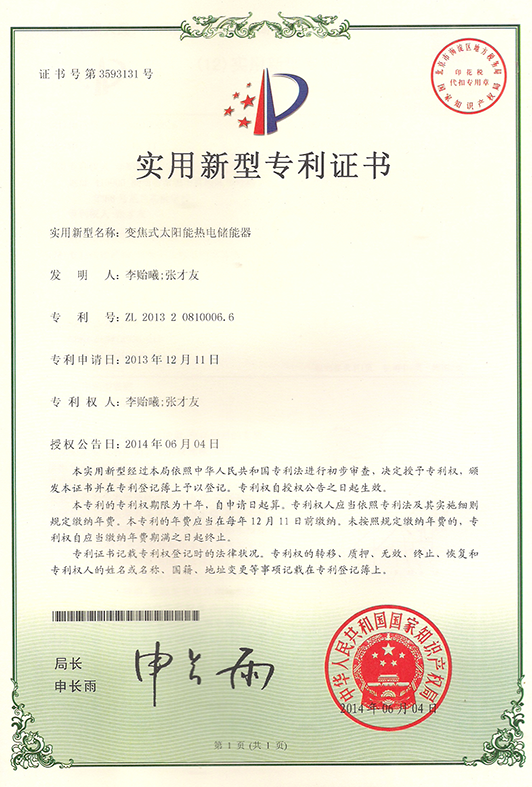 证书号第3593131号
北京市海淀区地方税务局
印花税
代扣专用章
国家知识产权局
实用新型专利证书
实用新型名称：变焦式太阳能热电储能器
发明人：李贻曦;张才友
专利号：ZL 2013 2 0810006.6
专利申请日：2013年12月11日
专利权人：李贻曦;张才友
授权公告日：2014年06月04日
本实用新型经过本局依照中华人民共和国专利法进行初步审查，决定授予专利权，颁
发本证书并在专利登记簿上予以登记。专利权自授权公告之日起生效。
本专利的专利权期限为十年，自申请日起算。专利权人应当依照专利法及其实施细则
规定缴纳年费。本专利的年费应当在每年12月11日前缴纳。未按照规定缴纳年费的，专
利权自应当缴纳年费期满之日起终止。
专利证书记载专利权登记时的法律状况。专利权的转移、质押、无效、终止、恢复和
专利权人的姓名或名称、国籍、地址变更等事项记载在专利登记簿上。
局长
申长雨
申长雨
中华人民共和国国家知识产权局
2014年06月04日
第1页(共1页)